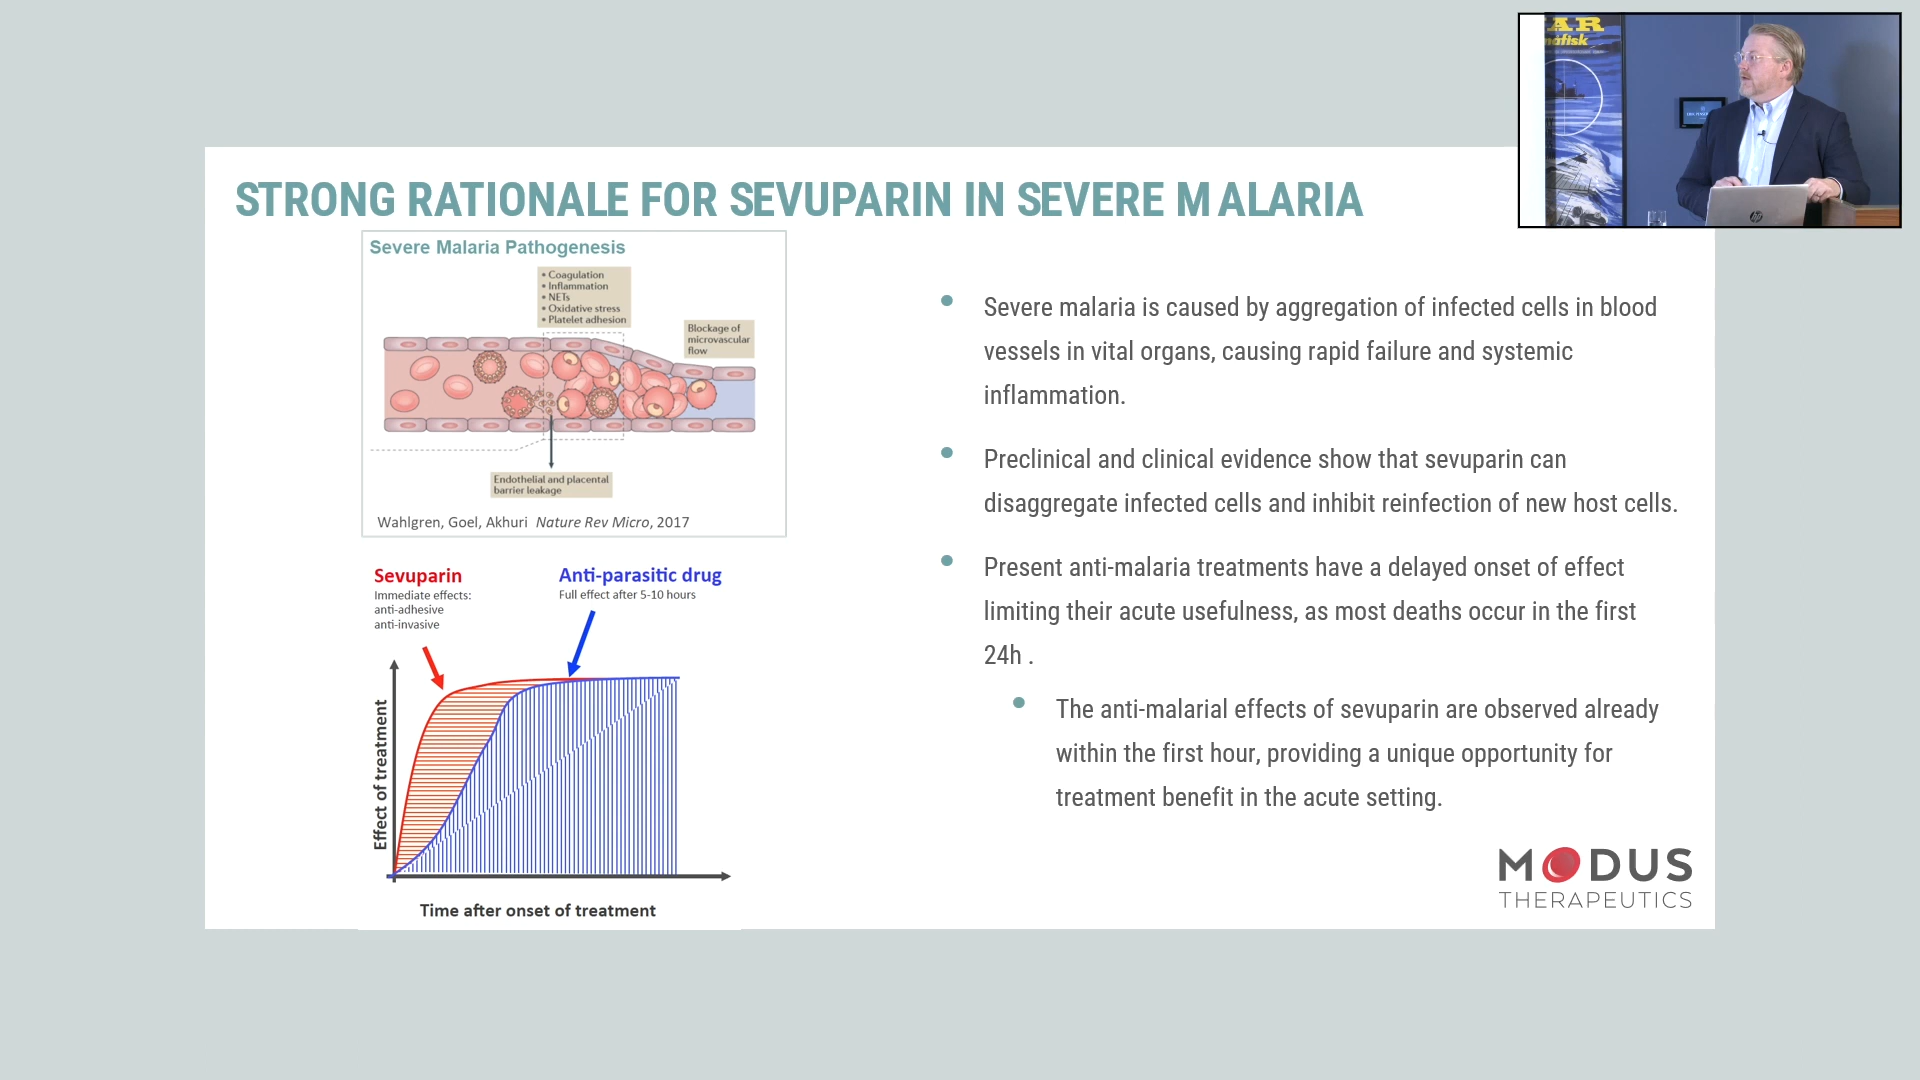 STRONG RATIONALE FOR SEVUPARIN IN SEVERE MALARIA
Severe Malaria Pathogenesis
• Coagulation
• Inflammation
• NETs
• Oxidative stress
• Platelet adhesion
Blockage of
microvascular
flow
Endothelial and placental
barrier leakage
Wahlgren, Goel, Akhuri Nature Rev Micro, 2017
Sevuparin
Immediate effects:
anti-adhesive
anti-invasive
Anti-parasitic drug
Full effect after 5-10 hours
Effect of treatment
Time after onset of treatment
• Severe malaria is caused by aggregation of infected cells in blood
vessels in vital organs, causing rapid failure and systemic
inflammation.
• Preclinical and clinical evidence show that sevuparin can
disaggregate infected cells and inhibit reinfection of new host cells.
• Present anti-malaria treatments have a delayed onset of effect
limiting their acute usefulness, as most deaths occur in the first
24h .
• The anti-malarial effects of sevuparin are observed already
within the first hour, providing a unique opportunity for
treatment benefit in the acute setting.
MODUS
THERAPEUTICS
AR
hp